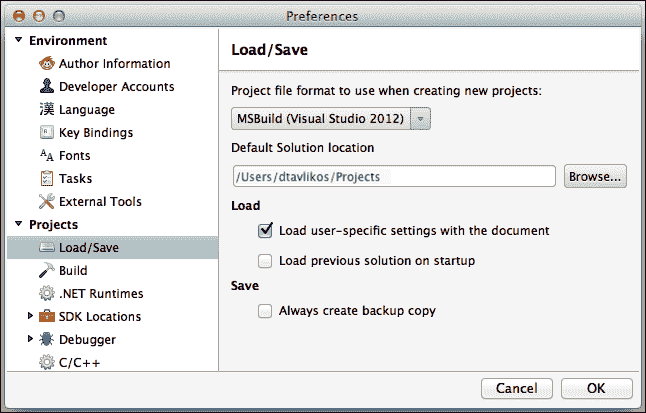 Preferences
Environment
Author Information
Developer Accounts
漢 Language
Key Bindings
AA Fonts
Tasks
External Tools
Projects
Load/Save
Build
.NET Runtimes
SDK Locations
Debugger
C/C++
Load/Save
Project file format to use when creating new projects:
MSBuild (Visual Studio 2012)
Default Solution location
/Users/dtavlikos/Projects
Browse...
Load
Load user-specific settings with the document
Load previous solution on startup
Save
Always create backup copy
Cancel
OK